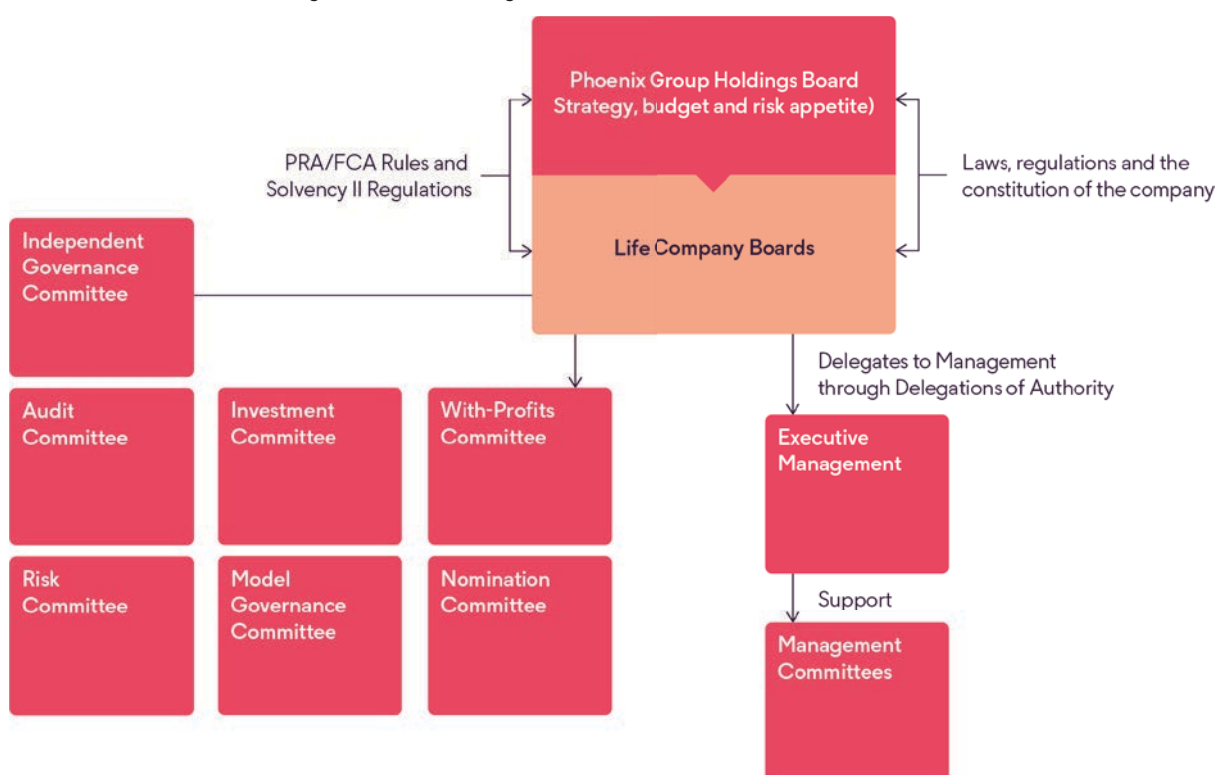 Phoenix Group Holdings Board
Strategy, budget and risk appetite)
PRA/FCA Rules and
Solvency II Regulations
Laws, regulations and the
constitution of the company
Life Company Boards
Independent
Governance
Committee
Delegates to Management
through Delegations of Authority
Audit
Committee
Investment
Committee
With-Profits
Committee
Executive
Management
Risk
Committee
Model
Governance
Committee
Nomination
Committee
Support
Management
Committees